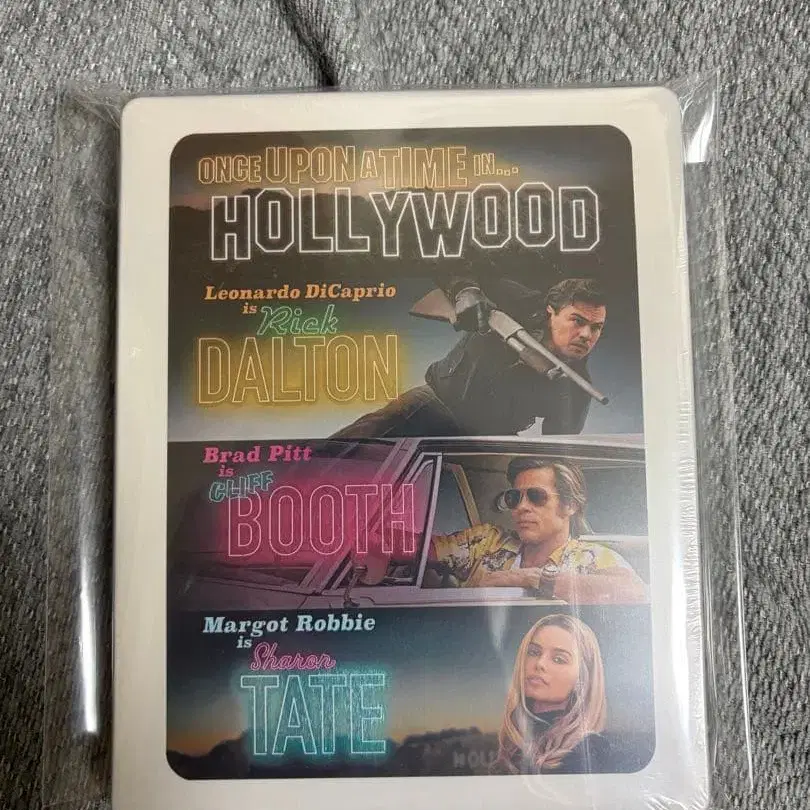 ONCE UPON A TIME IN...
HOLLYWOOD
Leonardo DiCaprio
is Rick
DALTON
Brad Pitt
is
CLIFF
BOOTH
Margot Robbie
is
Sharon
TATE
HOLLY